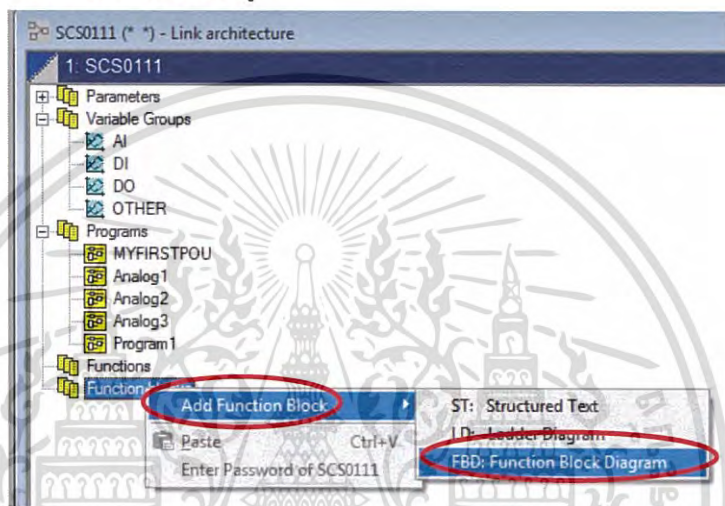 SCS0111 (* *) - Link architecture
1: SCS0111
Parameters
Variable Groups
AI
DI
DO
OTHER
Programs
MYFIRSTPOU
Analog1
Analog2
Analog3
Program1
Functions
Function
Add Function Block
Paste Ctrl+V
Enter Password of SCS0111
ST: Structured Text
LD: Ladder Diagram
FBD: Function Block Diagram